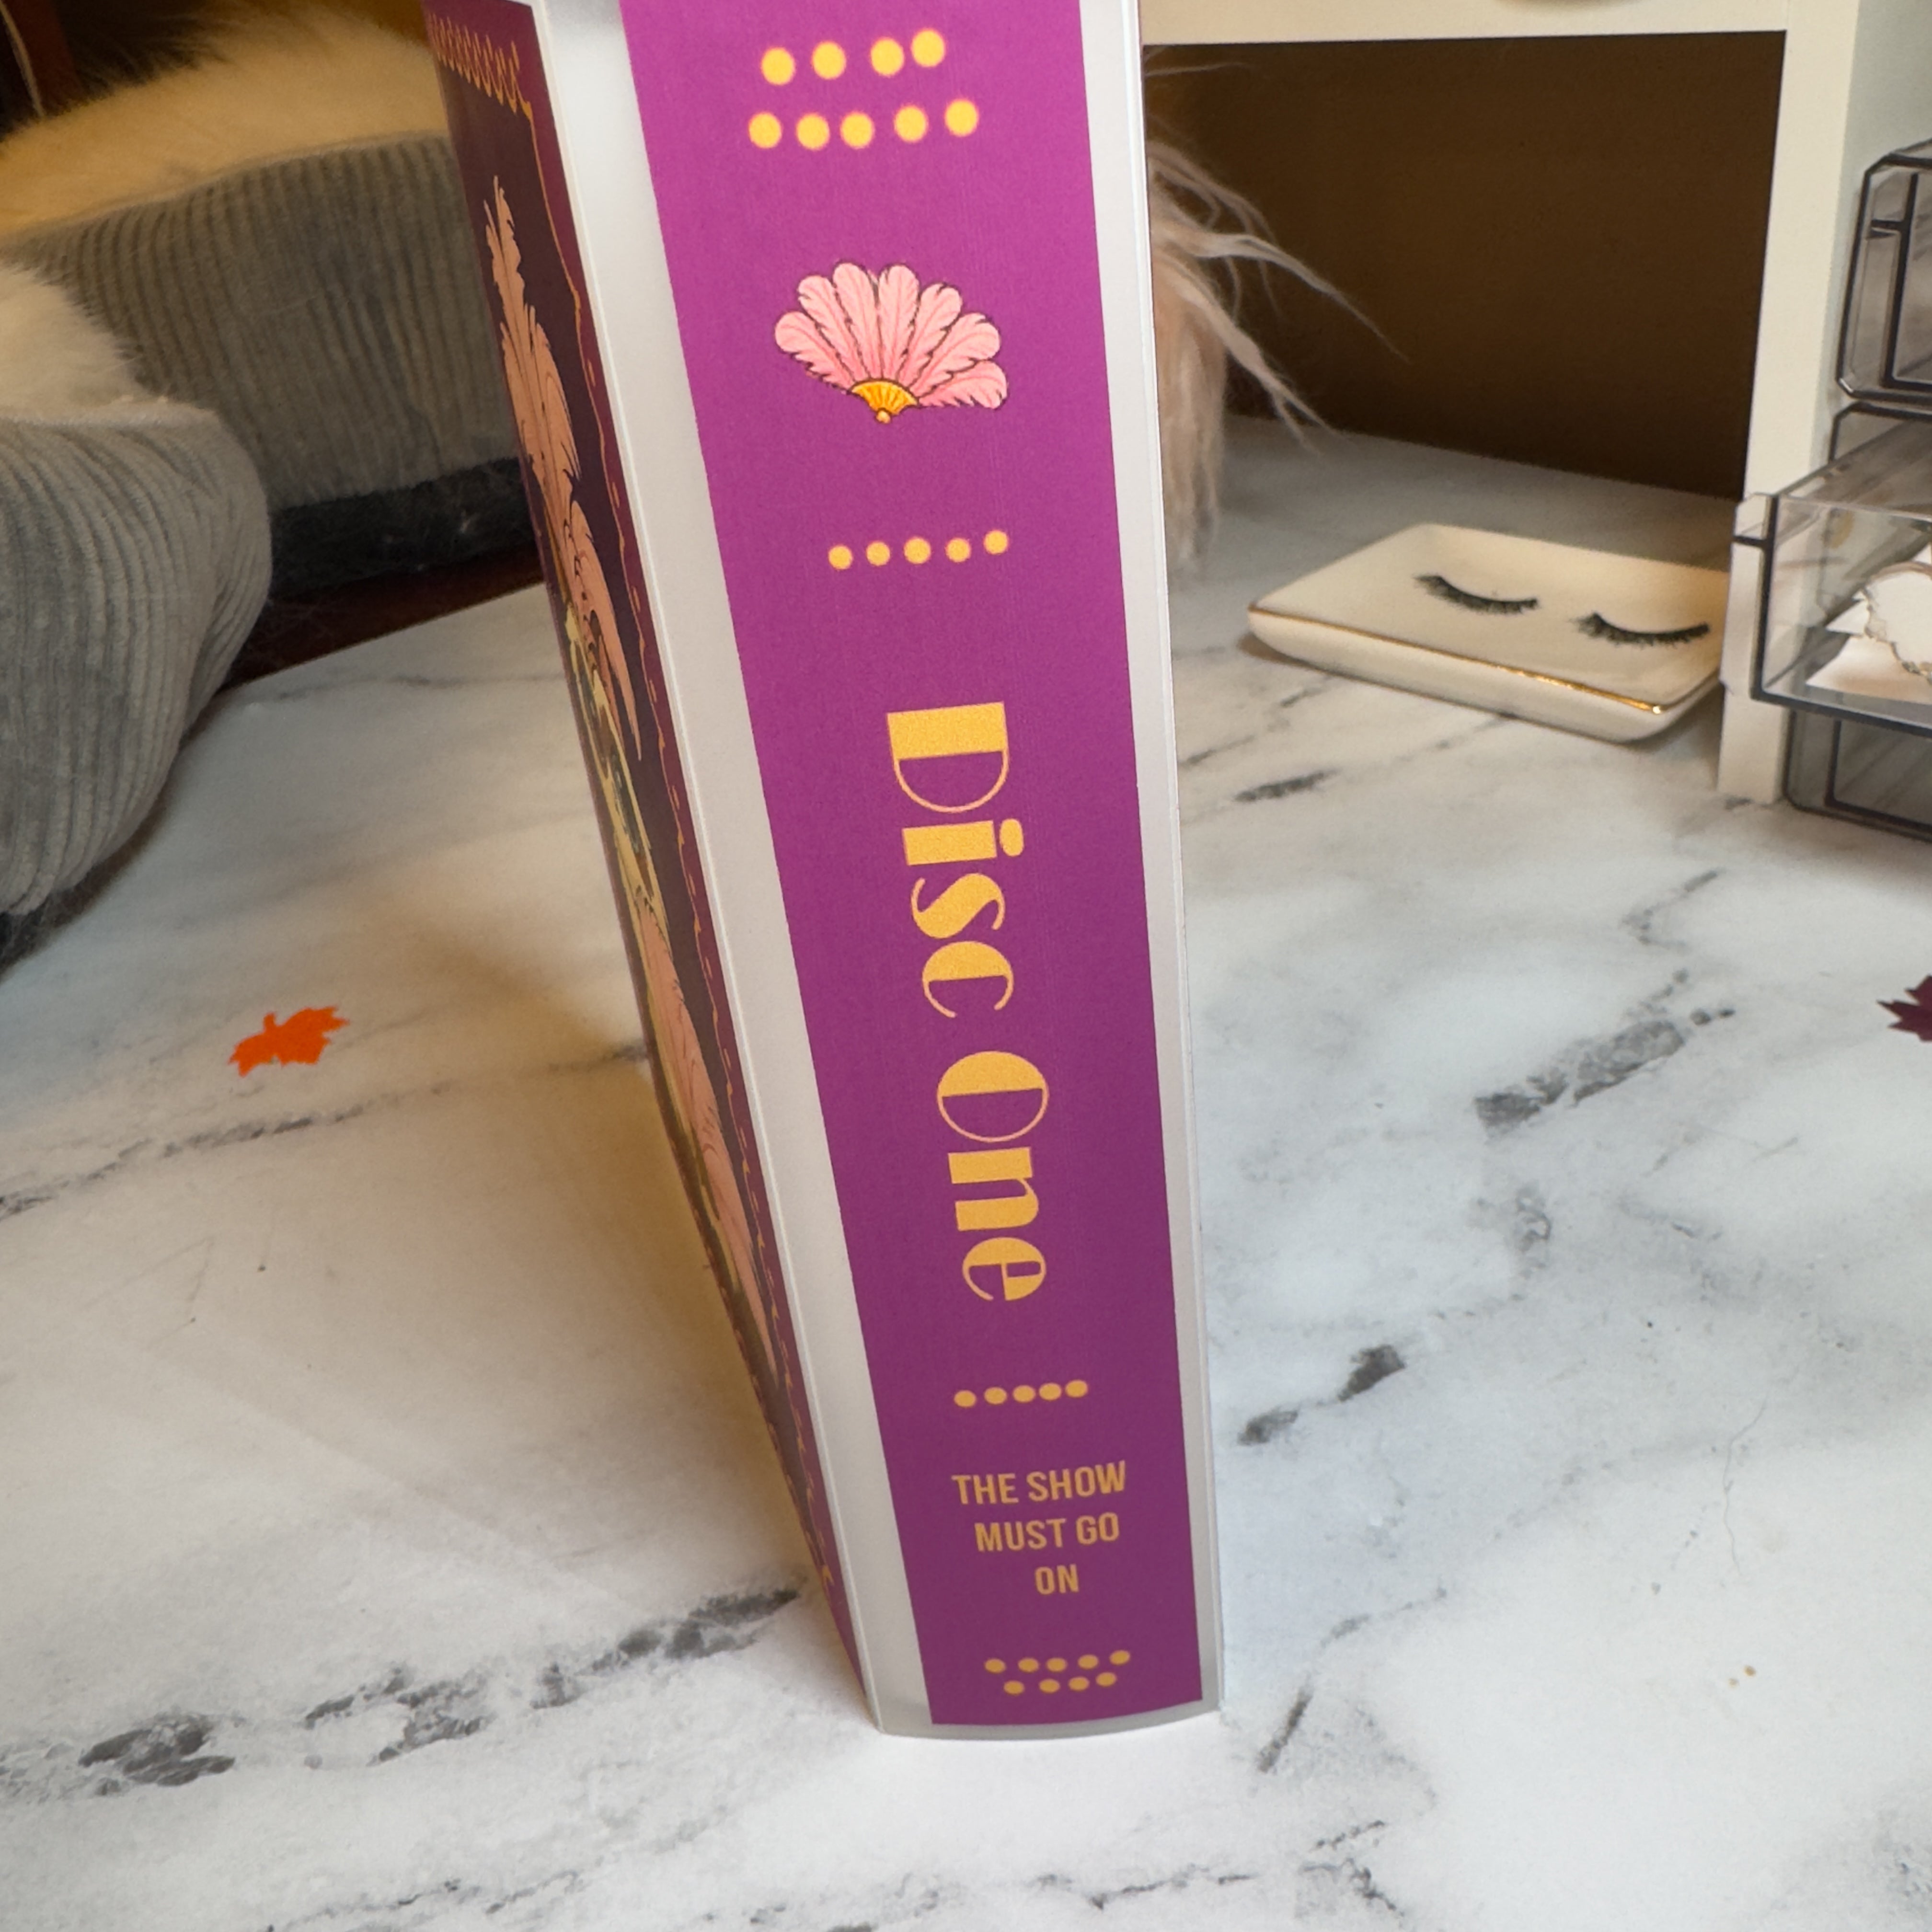 Disc One
THE SHOW
MUST GO
ON